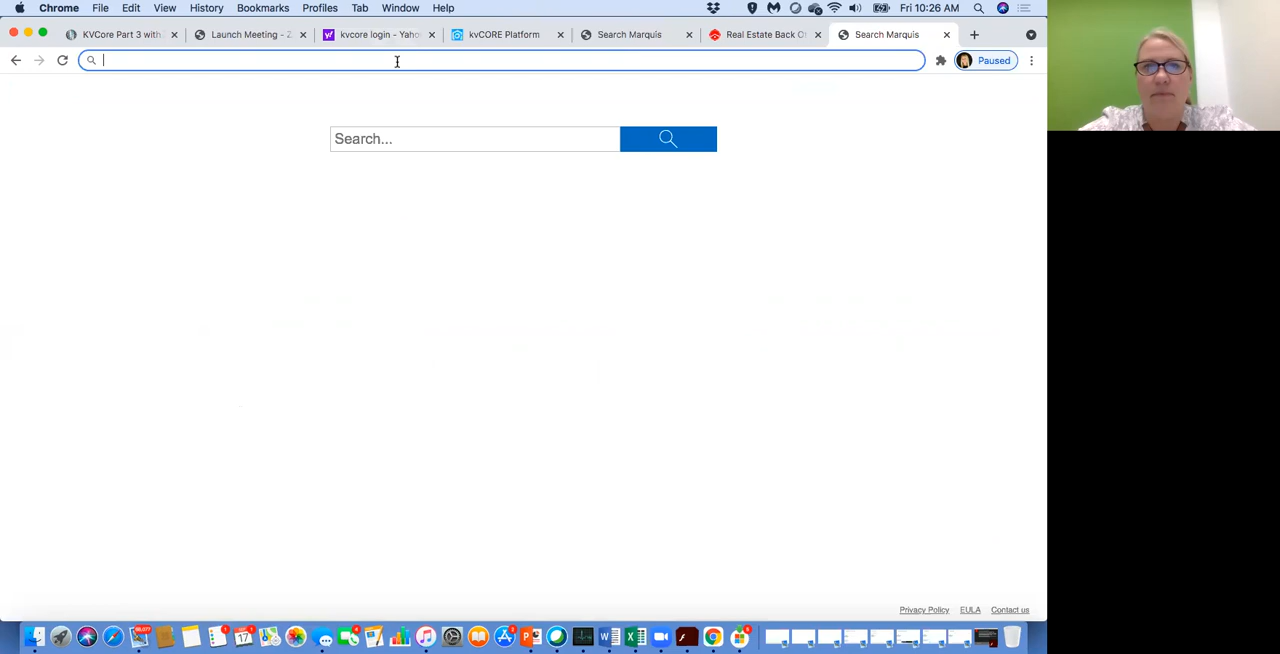 Chrome File Edit View History Bookmarks Profiles Tab Window Help Fri 10:26 AM
KVCore Part 3 with Launch Meeting - Z kvcore login - Yaho kvCORE Platform Search Marquis Real Estate Back O Search Marquis
Paused
Search...
Privacy Policy EULA Contact us
17